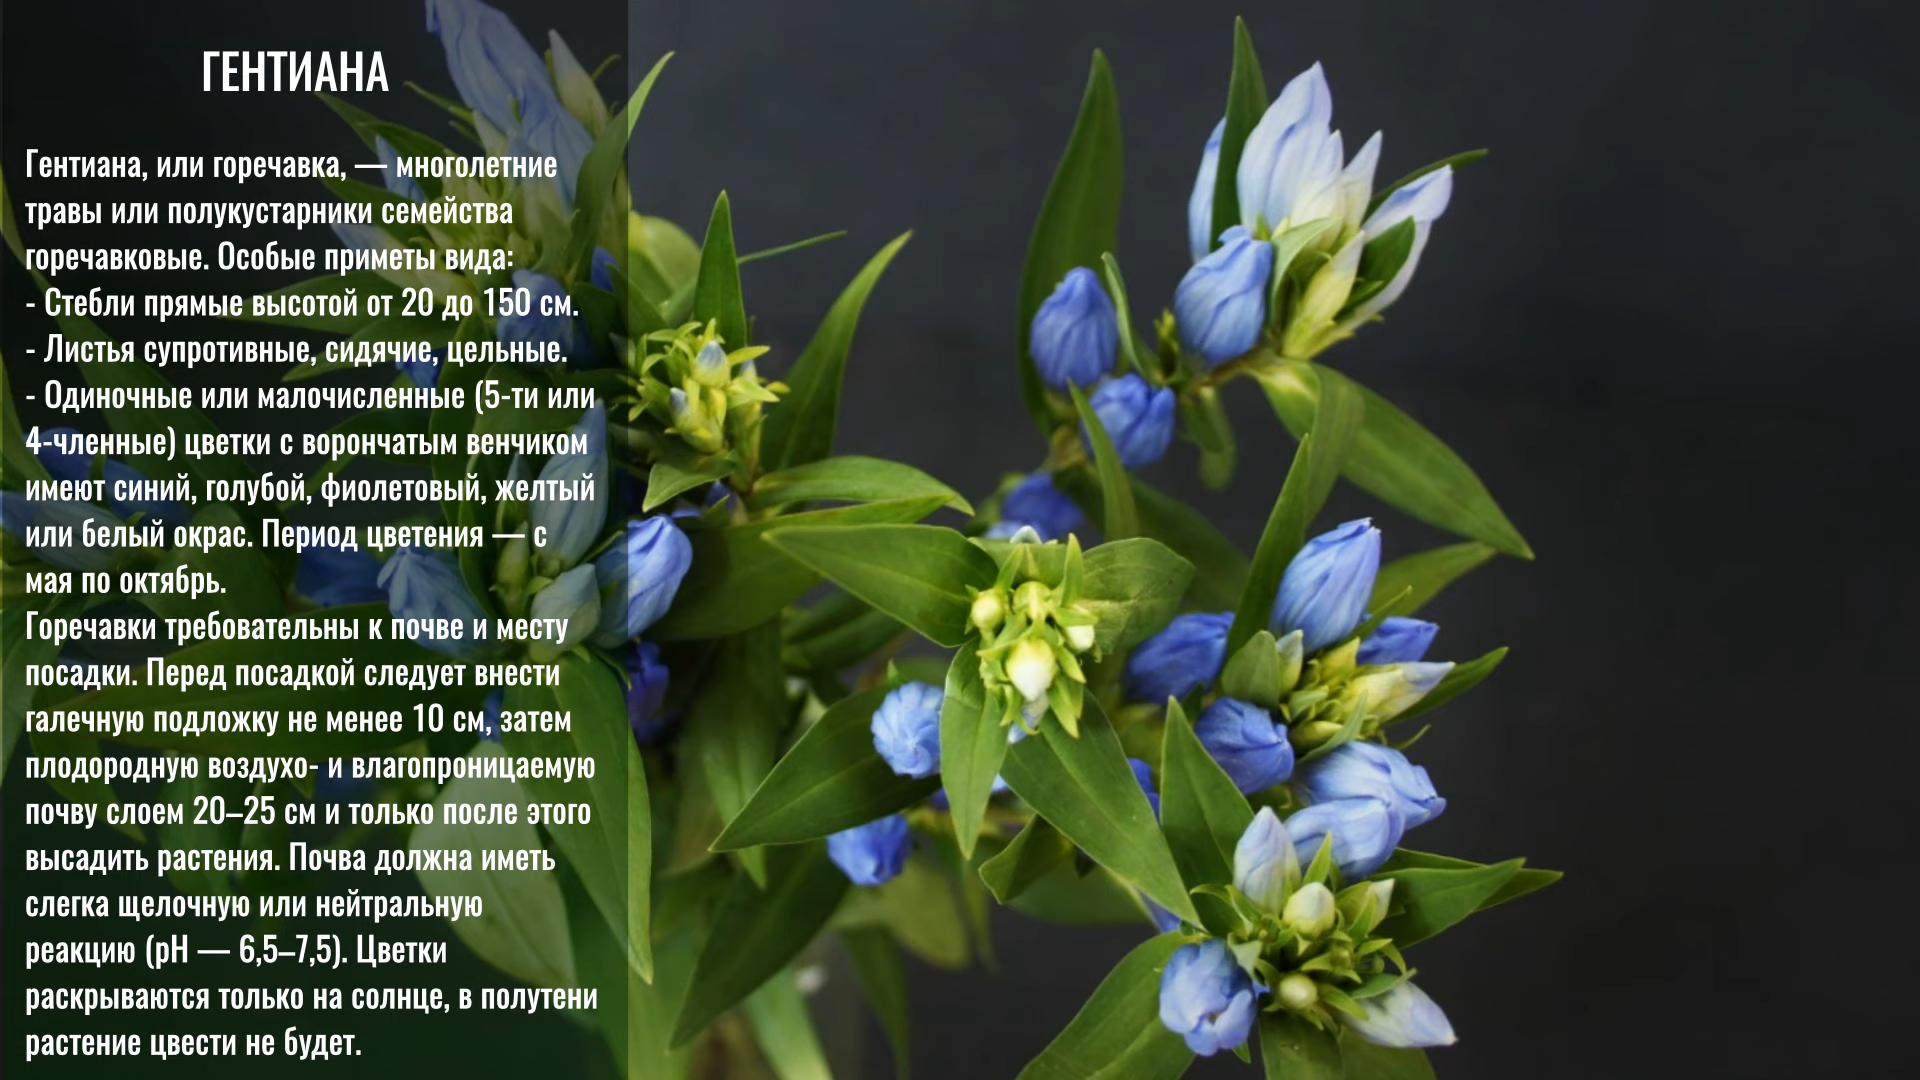 ГЕНТИАНА
Гентиана, или горечавка, — многолетние
травы или полукустарники семейства
горечавковые. Особые приметы вида:
- Стебли прямые высотой от 20 до 150 см.
- Листья супротивные, сидячие, цельные.
- Одиночные или малочисленные (5-ти или
4-членные) цветки с ворончатым венчиком
имеют синий, голубой, фиолетовый, желтый
или белый окрас. Период цветения — с
мая по октябрь.
Горечавки требовательны к почве и месту
посадки. Перед посадкой следует внести
галечную подложку не менее 10 см, затем
плодородную воздухо- и влагопроницаемую
почву слоем 20–25 см и только после этого
высадить растения. Почва должна иметь
слегка щелочную или нейтральную
реакцию (pH — 6,5–7,5). Цветки
раскрываются только на солнце, в полутени
растение цвести не будет.